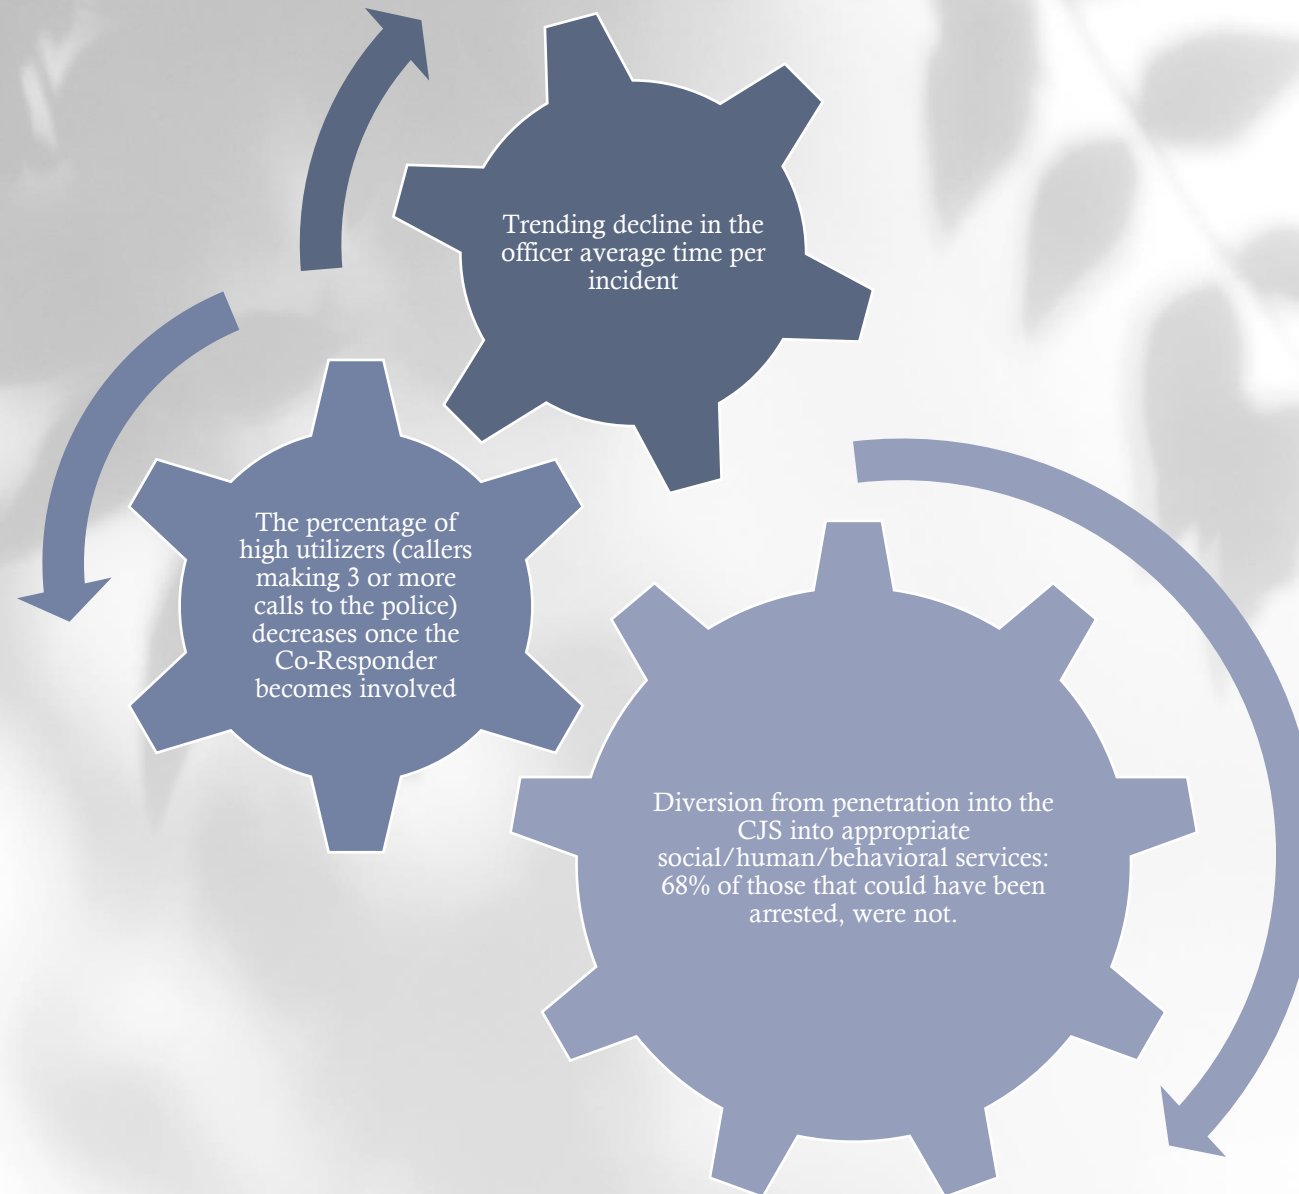 Trending decline in the
officer average time per
incident
The percentage of
high utilizers (callers
making 3 or more
calls to the police)
decreases once the
Co-Responder
becomes involved
Diversion from penetration into the
CJS into appropriate
social/human/behavioral services:
68% of those that could have been
arrested, were not.